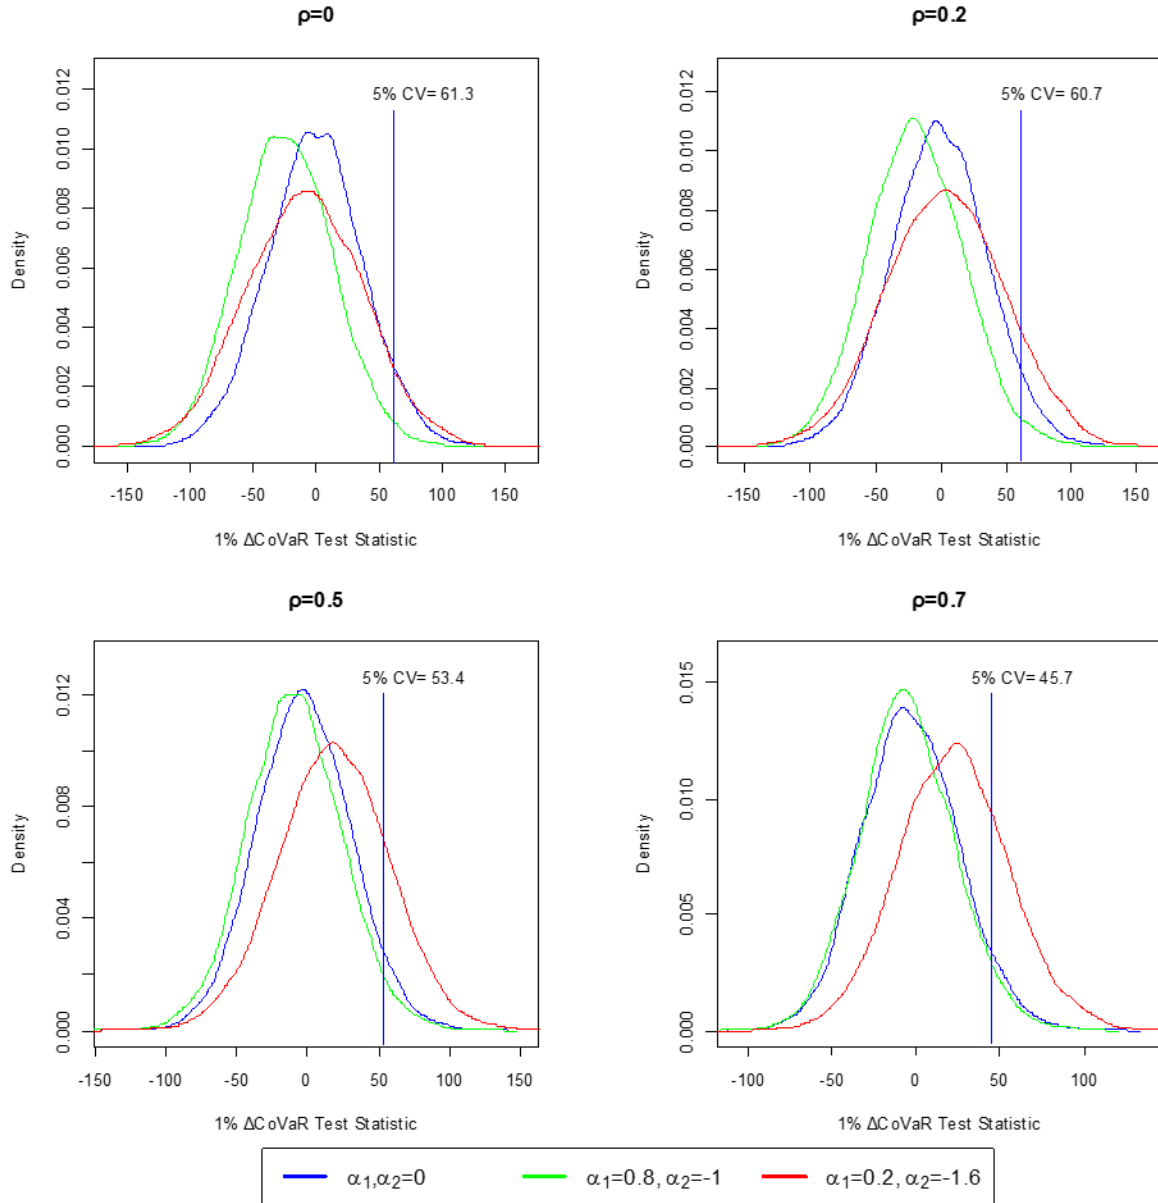 ρ=0
5% CV= 61.3
Density
0.000
0.002
0.004
0.006
0.008
0.010
0.012
-150
-100
-50
0
50
100
150
1% ΔCoVaR Test Statistic
ρ=0.2
5% CV= 60.7
Density
0.000
0.002
0.004
0.006
0.008
0.010
0.012
-150
-100
-50
0
50
100
150
1% ΔCoVaR Test Statistic
ρ=0.5
5% CV= 53.4
Density
0.000
0.004
0.008
0.012
-150
-100
-50
0
50
100
150
1% ΔCoVaR Test Statistic
ρ=0.7
5% CV= 45.7
Density
0.000
0.005
0.010
0.015
-100
-50
0
50
100
1% ΔCoVaR Test Statistic
α₁,α₂=0
α₁=0.8, α₂=-1
α₁=0.2, α₂=-1.6